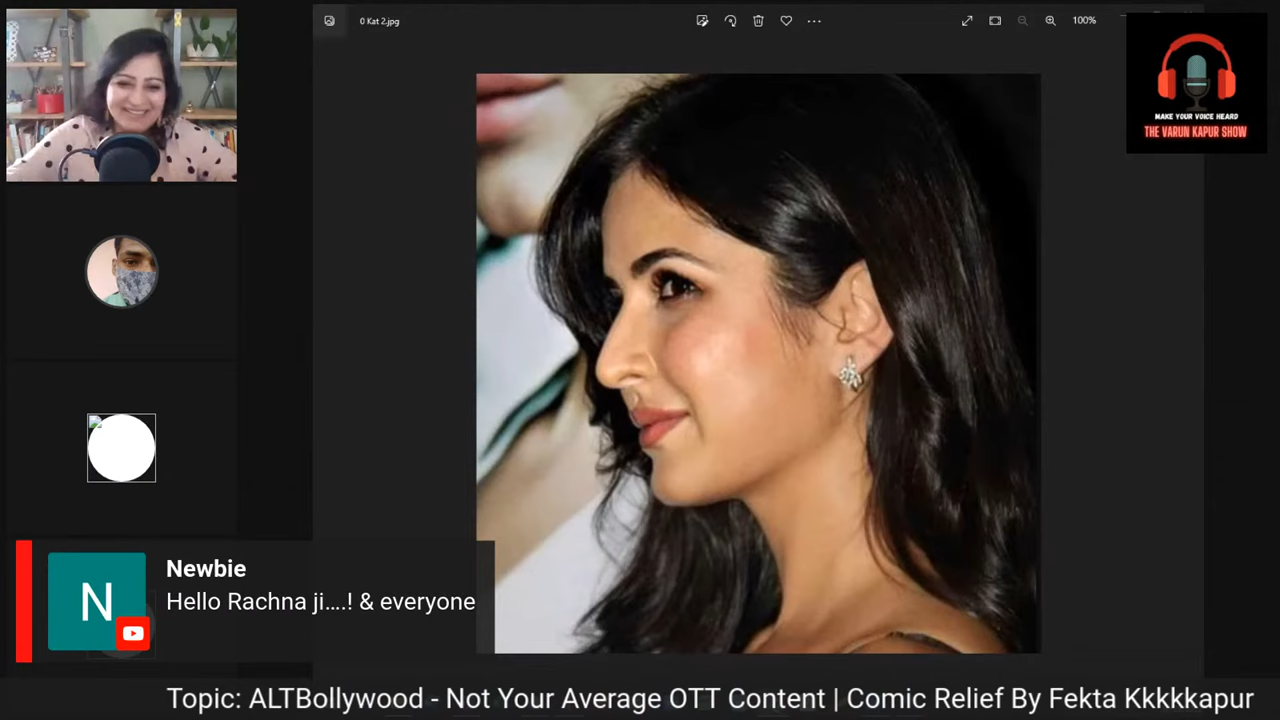 0 Kat 2.jpg
100%
MAKE YOUR VOICE HEARD
THE VARUN KAPUR SHOW
N
Newbie
Hello Rachna ji....! & everyone
Topic: ALTBollywood - Not Your Average OTT Content | Comic Relief By Fekta Kkkkkapur